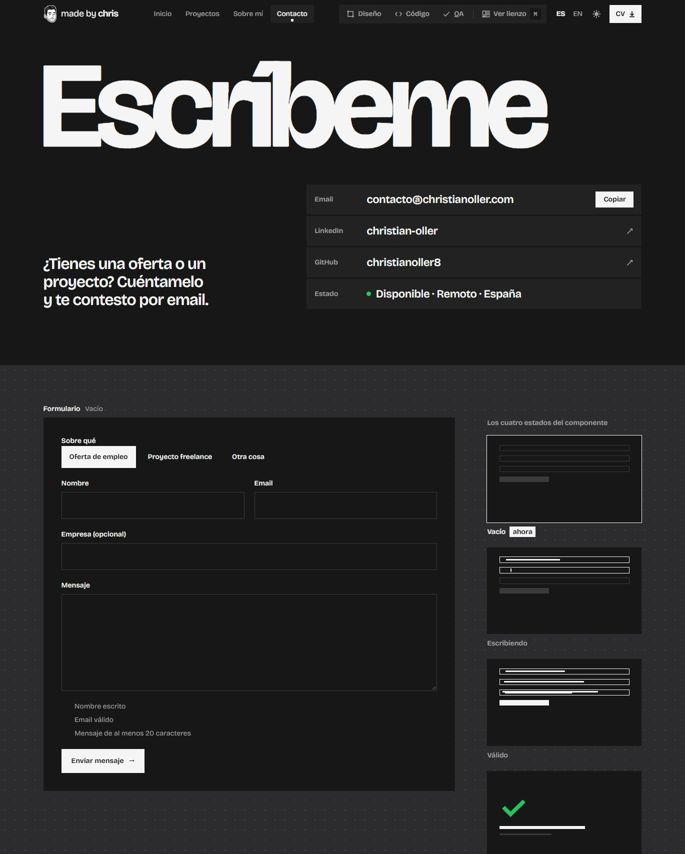 made by chris
Inicio
Proyectos
Sobre mí
Contacto
Diseño
Código
QA
Ver lienzo
M
ES
EN
CV
Escríbeme
¿Tienes una oferta o un
proyecto? Cuéntamelo
y te contesto por email.
Email
contacto@christianoller.com
Copiar
LinkedIn
christian-oller
GitHub
christianoller8
Estado
Disponible · Remoto · España
Formulario Vacío
Sobre qué
Oferta de empleo
Proyecto freelance
Otra cosa
Nombre
Email
Empresa (opcional)
Mensaje
Nombre escrito
Email válido
Mensaje de al menos 20 caracteres
Enviar mensaje →
Los cuatro estados del componente
Vacío ahora
Escribiendo
Válido